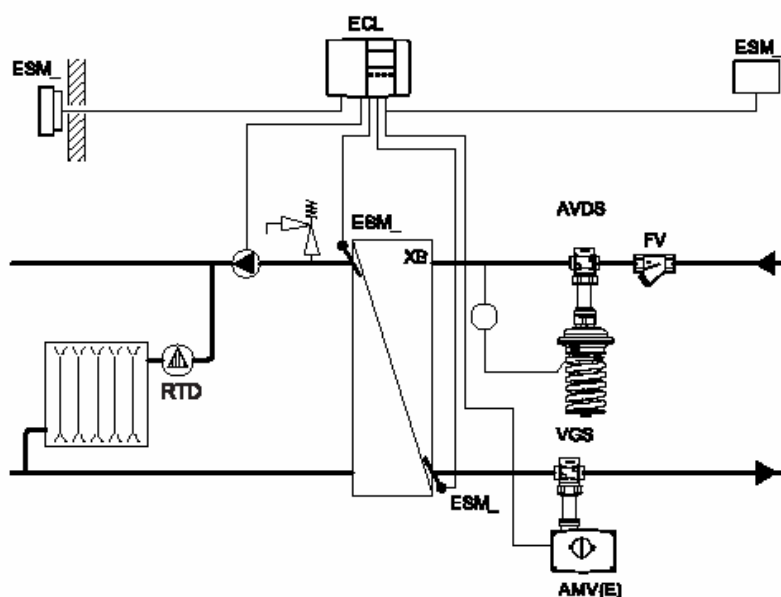 ECL
ESM_
ESM_
ESM_
AVDS
FV
XB
RTD
VGS
ESM_
AMV(E)